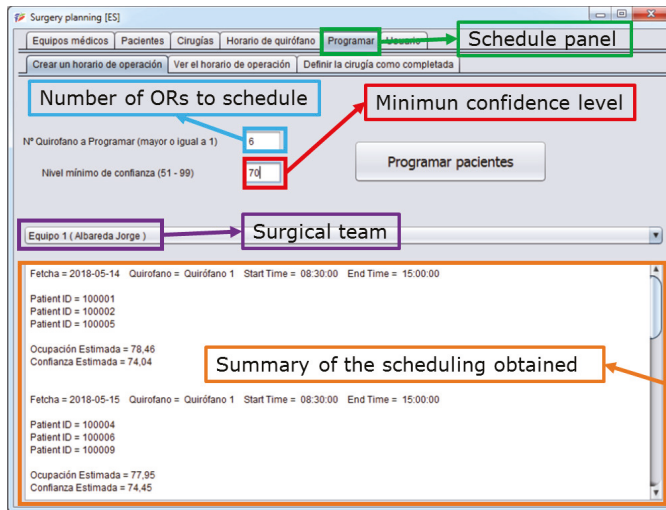 Surgery planning [ES]
Equipos médicos Pacientes Cirugías Horario de quirófano Programar Usuario
Schedule panel
Crear un horario de operación Ver el horario de operación Definir la cirugía como completada
Number of ORs to schedule
Minimun confidence level
Nº Quirofano a Programar (mayor o igual a 1) 6
Nivel mínimo de confianza (51 - 99) 70
Programar pacientes
Equipo 1 ( Albareda Jorge )
Surgical team
Fetcha = 2018-05-14 Quirofano = Quirófano 1 Start Time = 08:30:00 End Time = 15:00:00
Patient ID = 100001
Patient ID = 100002
Patient ID = 100005
Ocupación Estimada = 78,46
Confianza Estimada = 74,04
Summary of the scheduling obtained
Fetcha = 2018-05-15 Quirofano = Quirófano 1 Start Time = 08:30:00 End Time = 15:00:00
Patient ID = 100004
Patient ID = 100006
Patient ID = 100009
Ocupación Estimada = 77,95
Confianza Estimada = 74,45